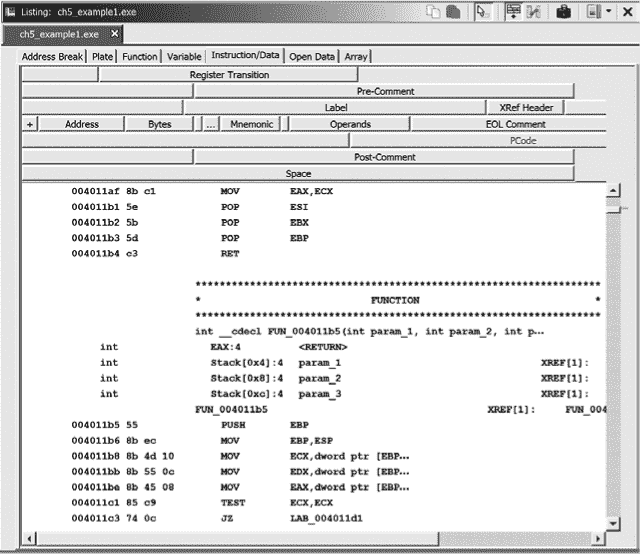 Listing: ch5_example1.exe
ch5_example1.exe
Address Break Plate Function Variable Instruction/Data Open Data Array
Register Transition
Pre-Comment
Label XRef Header
+ Address Bytes ... Mnemonic Operands EOL Comment
PCode
Post-Comment
Space
004011af 8b c1 MOV EAX,ECX
004011b1 5e POP ESI
004011b2 5b POP EBX
004011b3 5d POP EBP
004011b4 c3 RET
********************************************************************
* FUNCTION *
********************************************************************
int __cdecl FUN_004011b5(int param_1, int param_2, int p...
int EAX:4 <RETURN>
int Stack[0x4]:4 param_1 XREF[1]:
int Stack[0x8]:4 param_2 XREF[1]:
int Stack[0xc]:4 param_3 XREF[1]:
FUN_004011b5 XREF[1]: FUN_004
004011b5 55 PUSH EBP
004011b6 8b ec MOV EBP,ESP
004011b8 8b 4d 10 MOV ECX,dword ptr [EBP...
004011bb 8b 55 0c MOV EDX,dword ptr [EBP...
004011be 8b 45 08 MOV EAX,dword ptr [EBP...
004011c1 85 c9 TEST ECX,ECX
004011c3 74 0c JZ LAB_004011d1